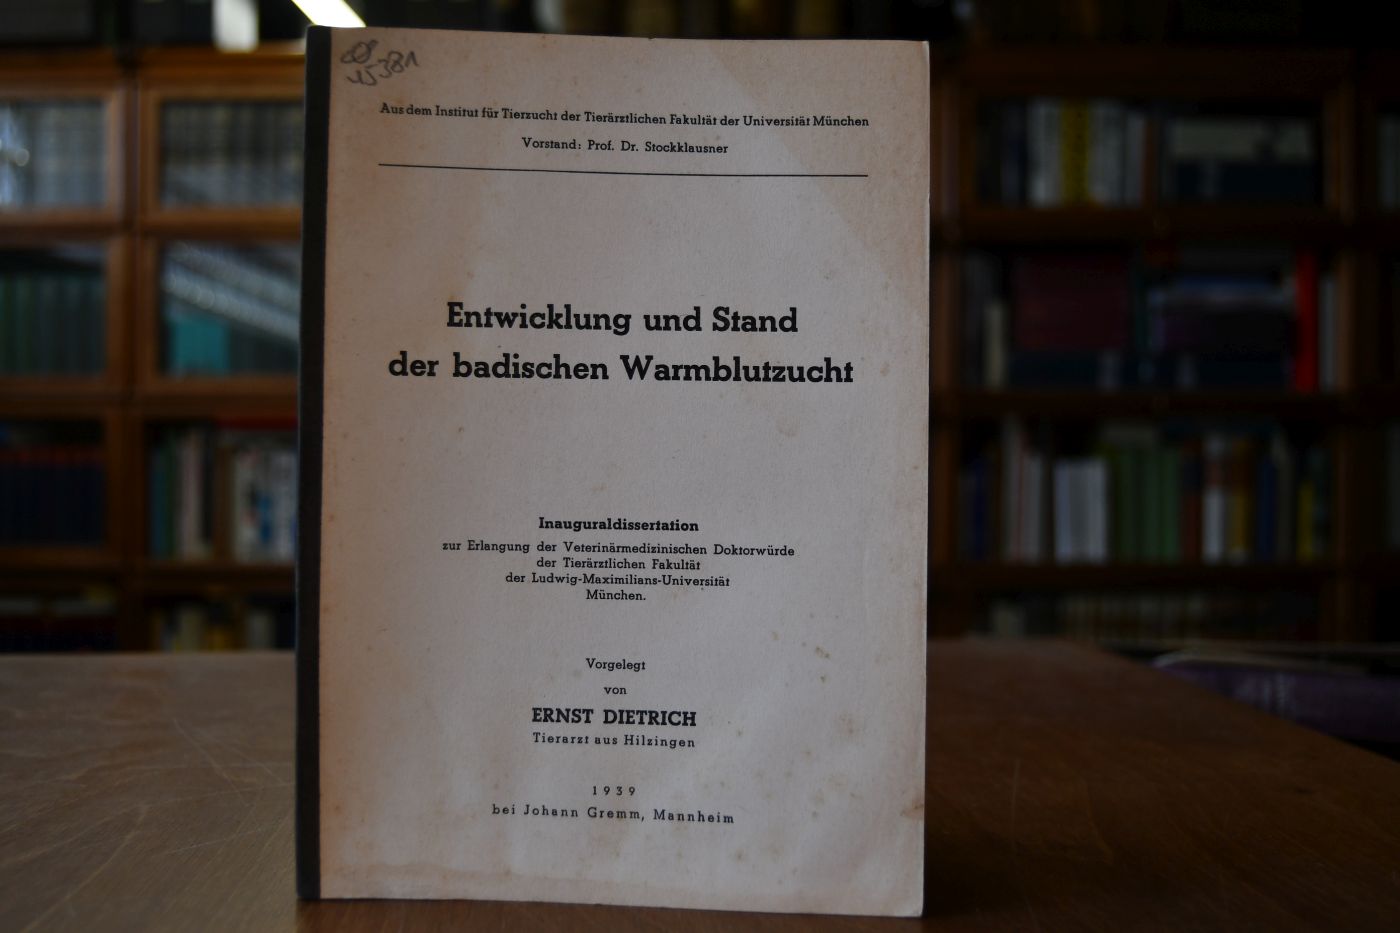 15381
Aus dem Institut für Tierzucht der Tierärztlichen Fakultät der Universität München
Vorstand: Prof. Dr. Stockklausner
Entwicklung und Stand
der badischen Warmblutzucht
Inauguraldissertation
zur Erlangung der Veterinärmedizinischen Doktorwürde
der Tierärztlichen Fakultät
der Ludwig-Maximilians-Universität
München.
Vorgelegt
von
ERNST DIETRICH
Tierarzt aus Hilzingen
1939
bei Johann Gremm, Mannheim